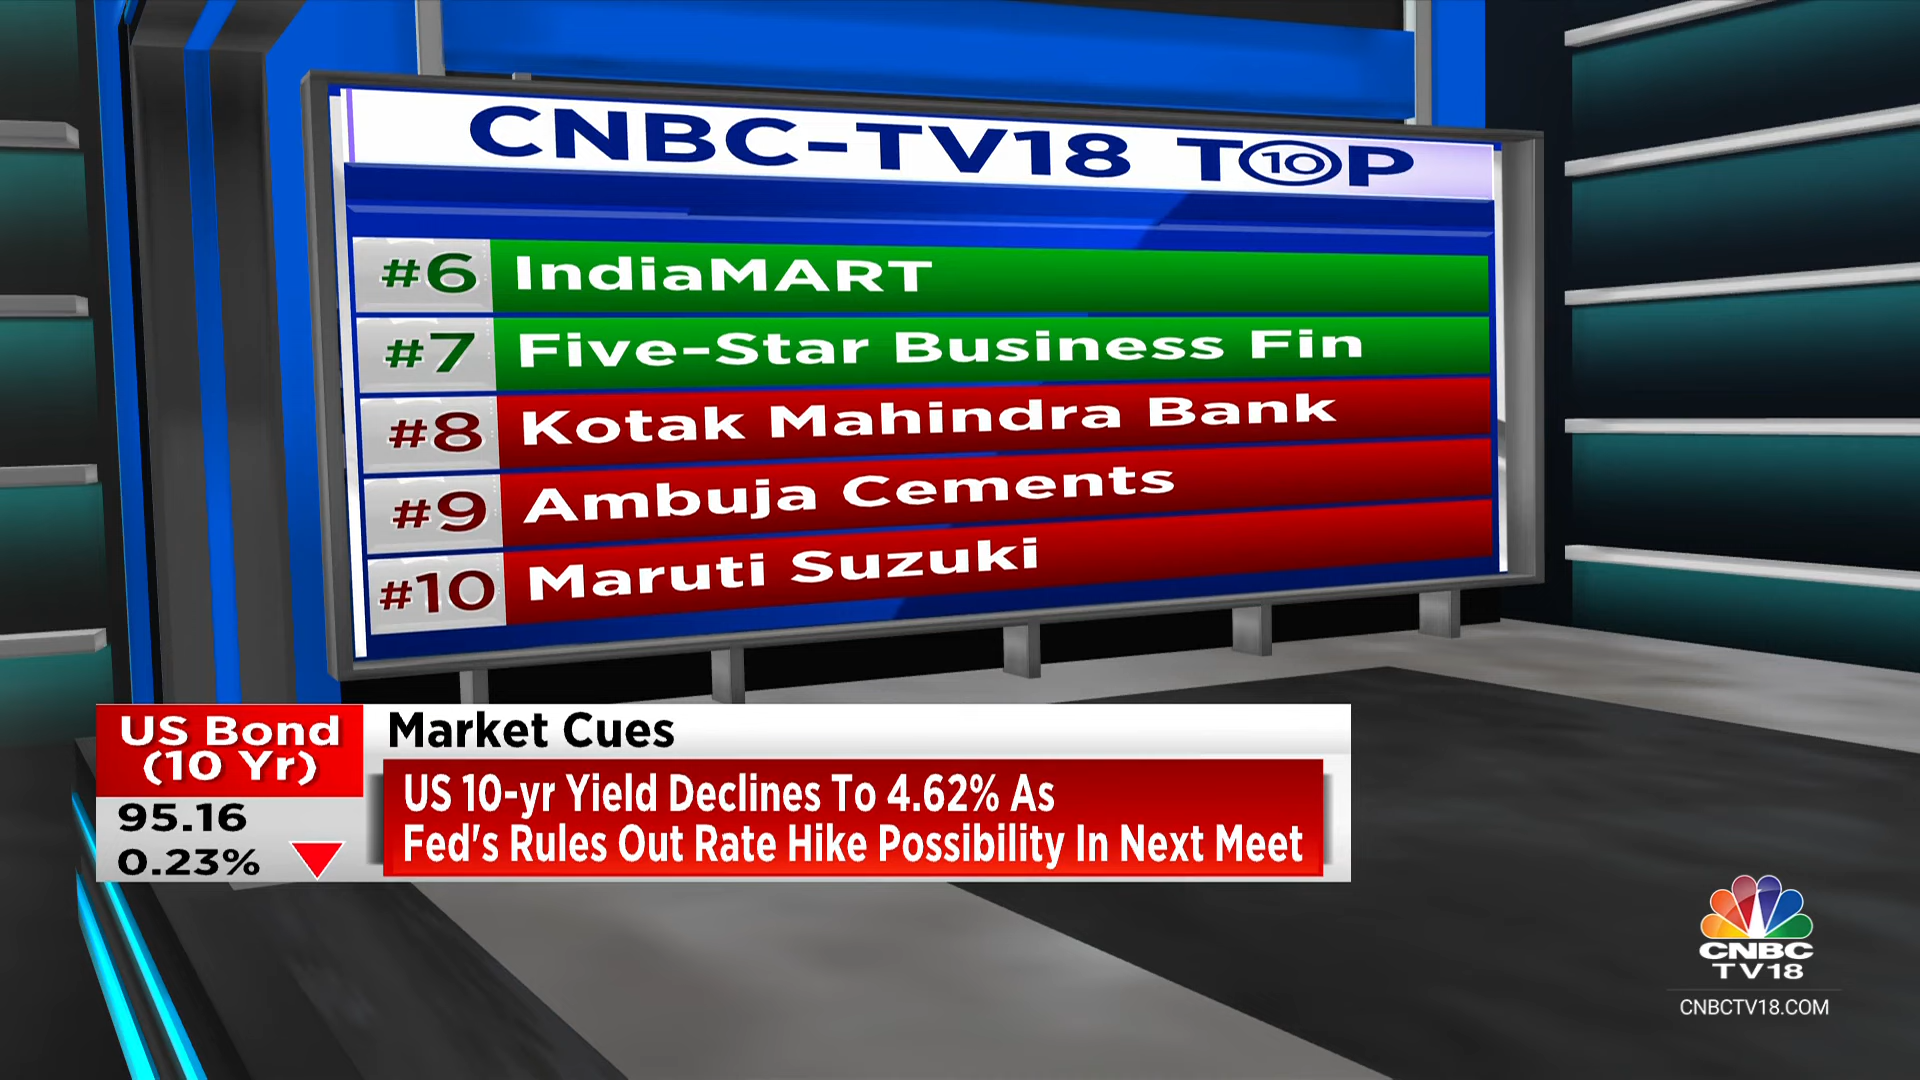 CNBC-TV18 TOP 10
#6 IndiaMART
#7 Five-Star Business Fin
#8 Kotak Mahindra Bank
#9 Ambuja Cements
#10 Maruti Suzuki
US Bond
(10 Yr)
95.16
0.23%
Market Cues
US 10-yr Yield Declines To 4.62% As
Fed's Rules Out Rate Hike Possibility In Next Meet
CNBC
TV18
CNBCTV18.COM